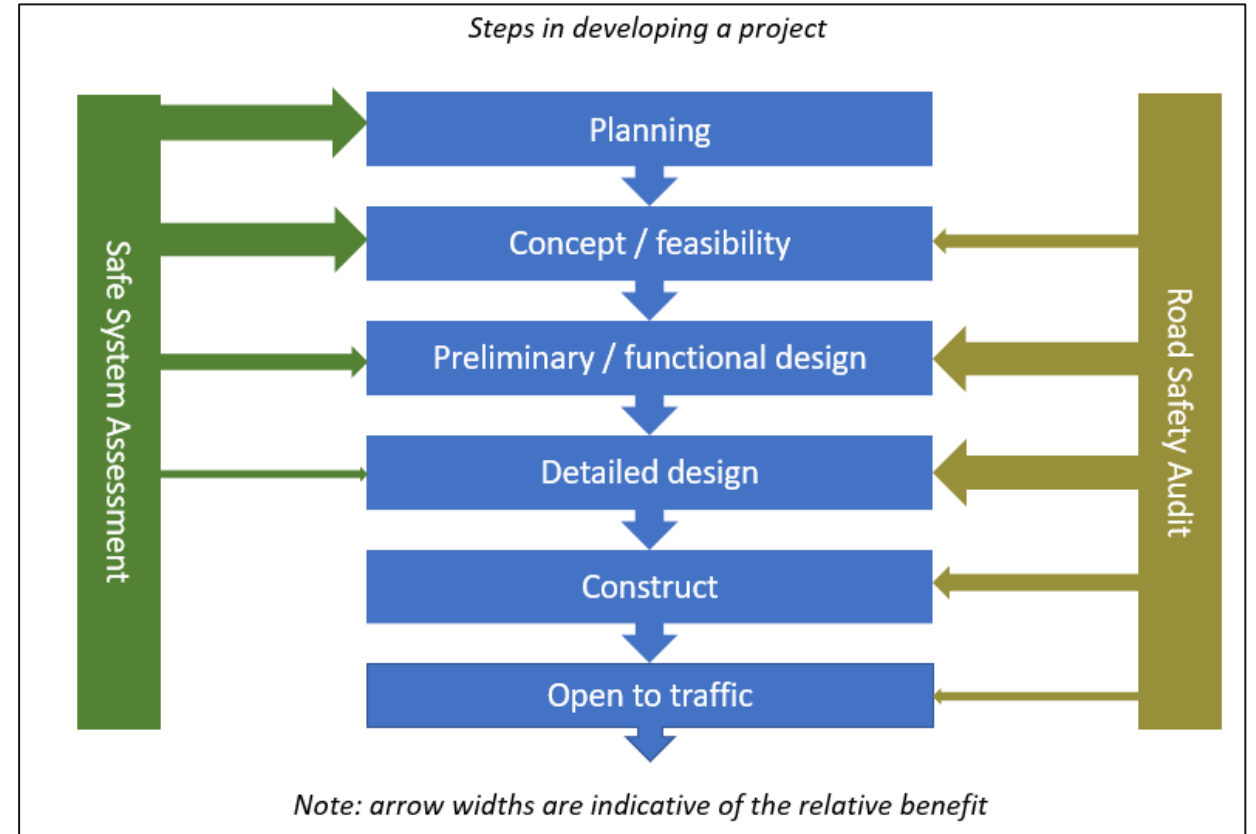 Steps in developing a project
Safe System Assessment
Planning
Concept / feasibility
Preliminary / functional design
Detailed design
Construct
Open to traffic
Road Safety Audit
Note: arrow widths are indicative of the relative benefit